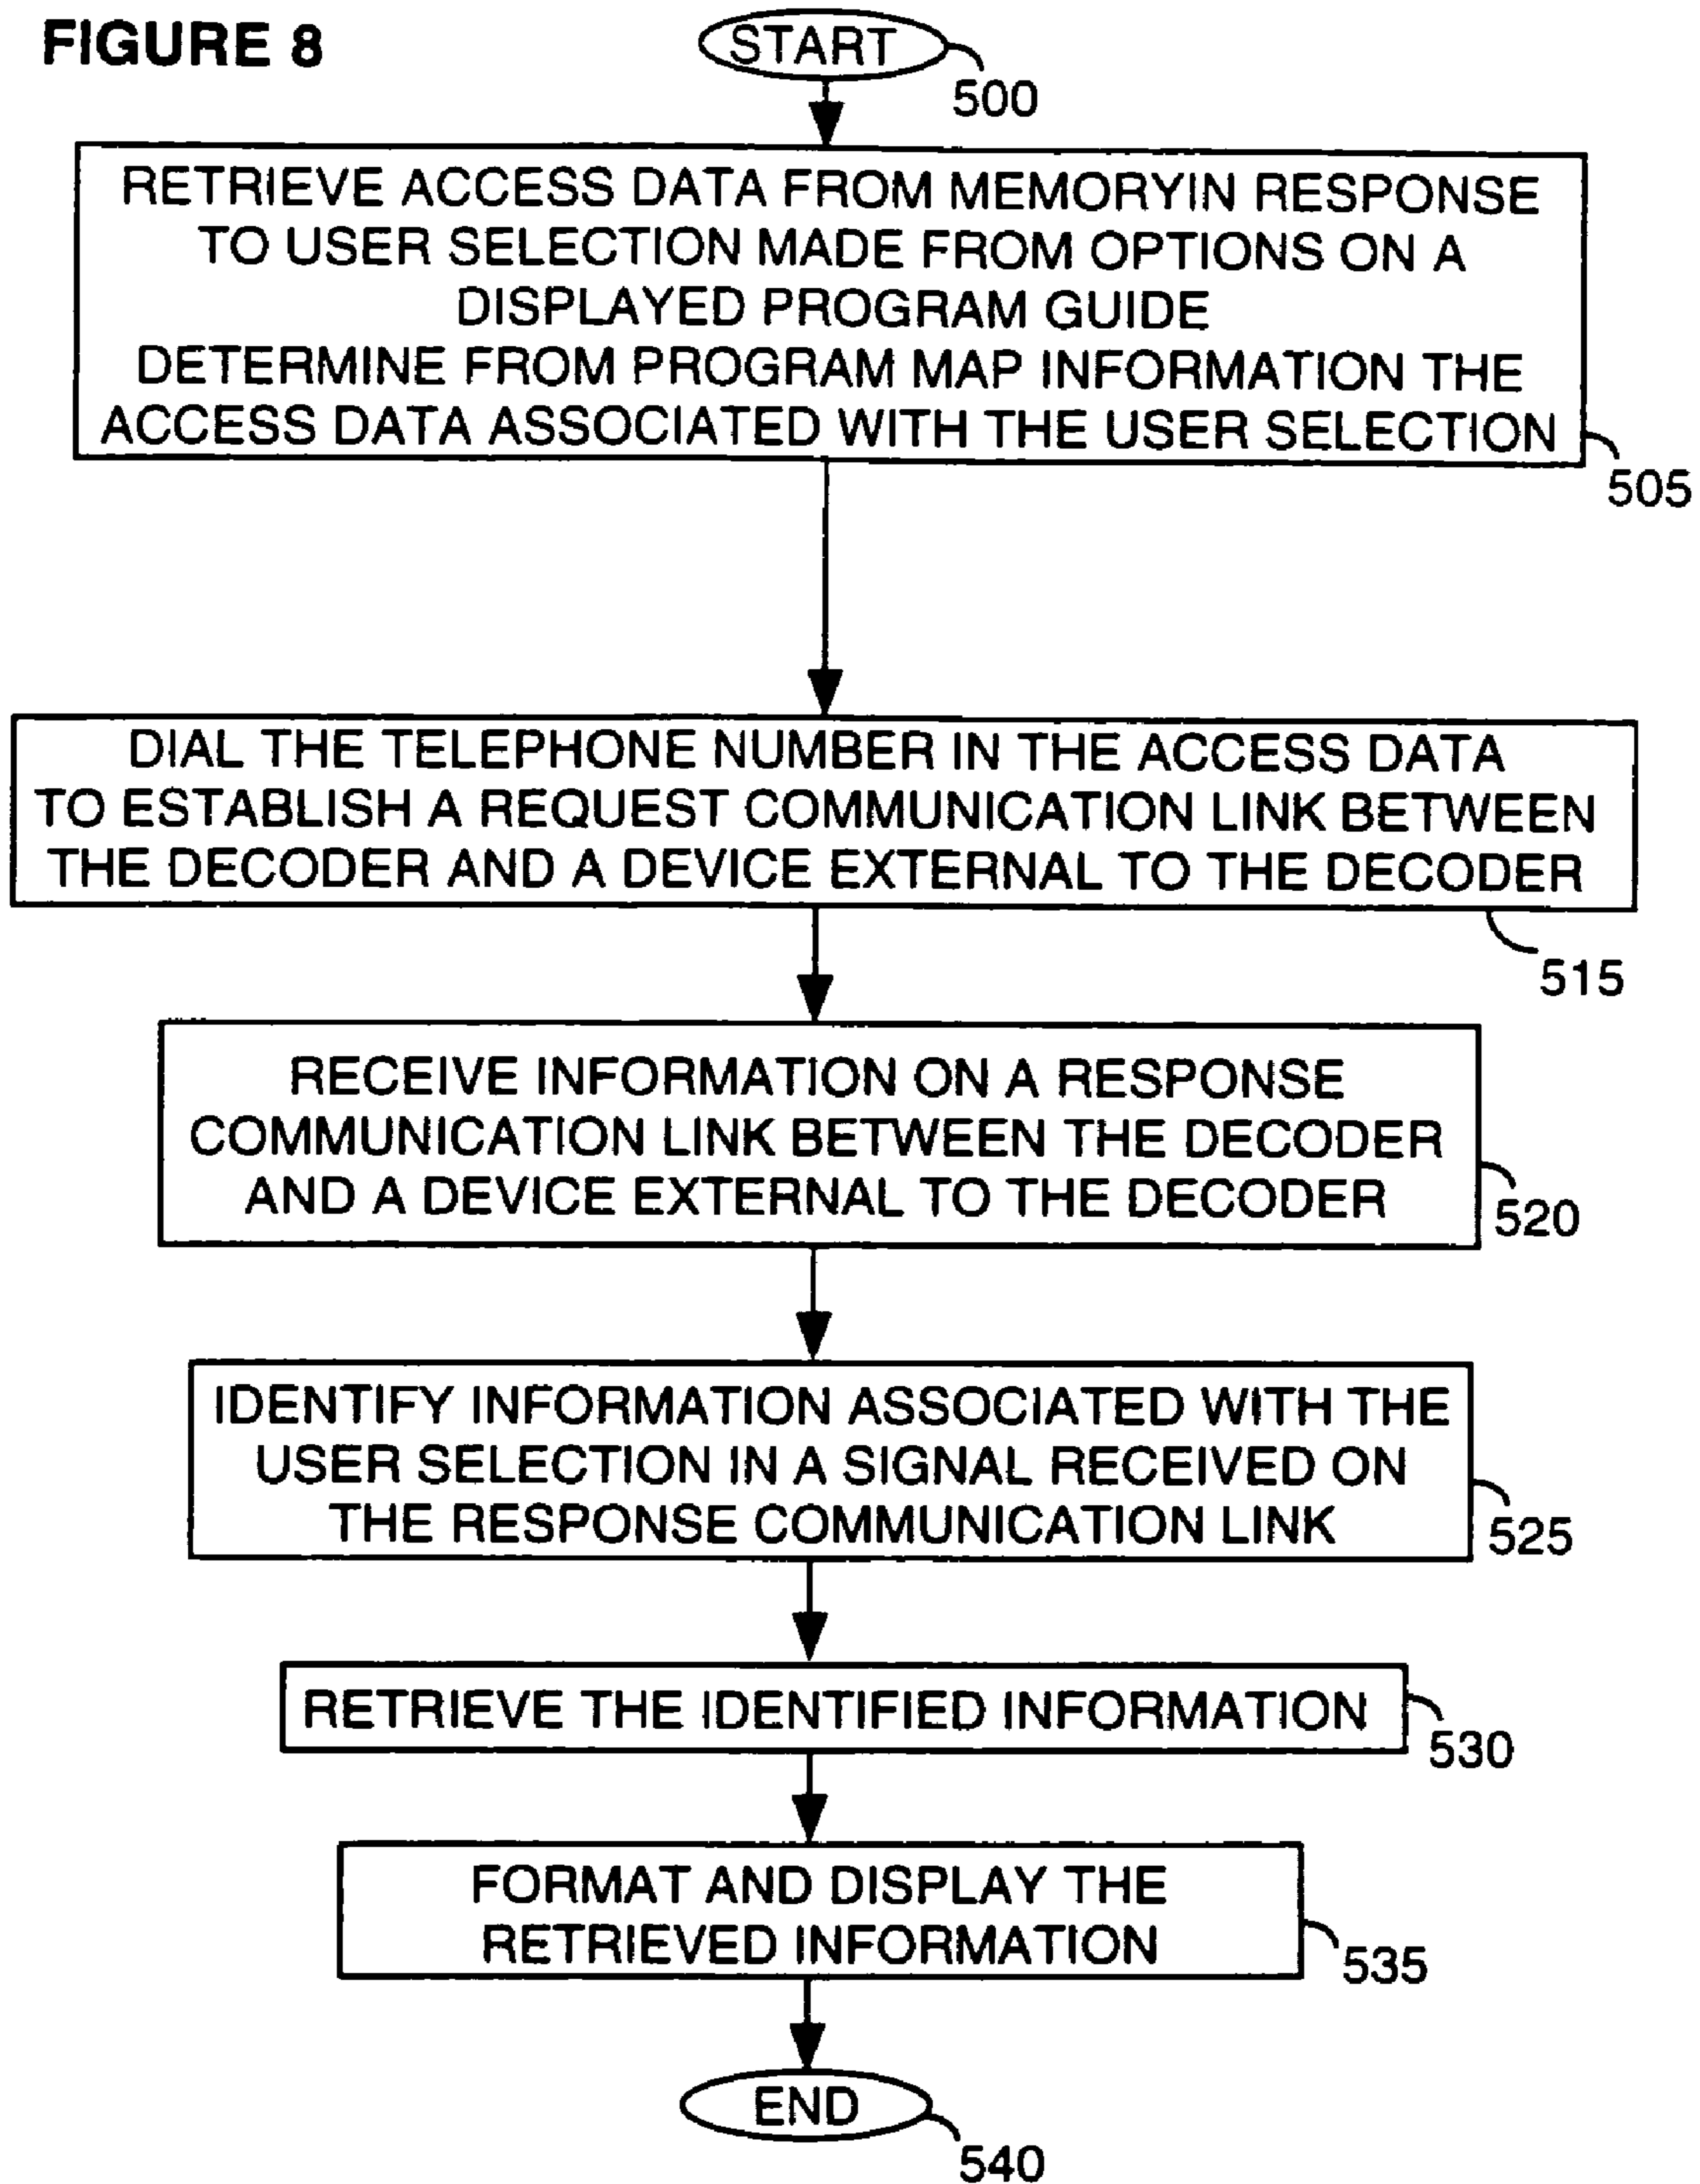 FIGURE 8
START
500
RETRIEVE ACCESS DATA FROM MEMORYIN RESPONSE
TO USER SELECTION MADE FROM OPTIONS ON A
DISPLAYED PROGRAM GUIDE
DETERMINE FROM PROGRAM MAP INFORMATION THE
ACCESS DATA ASSOCIATED WITH THE USER SELECTION
505
DIAL THE TELEPHONE NUMBER IN THE ACCESS DATA
TO ESTABLISH A REQUEST COMMUNICATION LINK BETWEEN
THE DECODER AND A DEVICE EXTERNAL TO THE DECODER
515
RECEIVE INFORMATION ON A RESPONSE
COMMUNICATION LINK BETWEEN THE DECODER
AND A DEVICE EXTERNAL TO THE DECODER
520
IDENTIFY INFORMATION ASSOCIATED WITH THE
USER SELECTION IN A SIGNAL RECEIVED ON
THE RESPONSE COMMUNICATION LINK
525
RETRIEVE THE IDENTIFIED INFORMATION
530
FORMAT AND DISPLAY THE
RETRIEVED INFORMATION
535
END
540